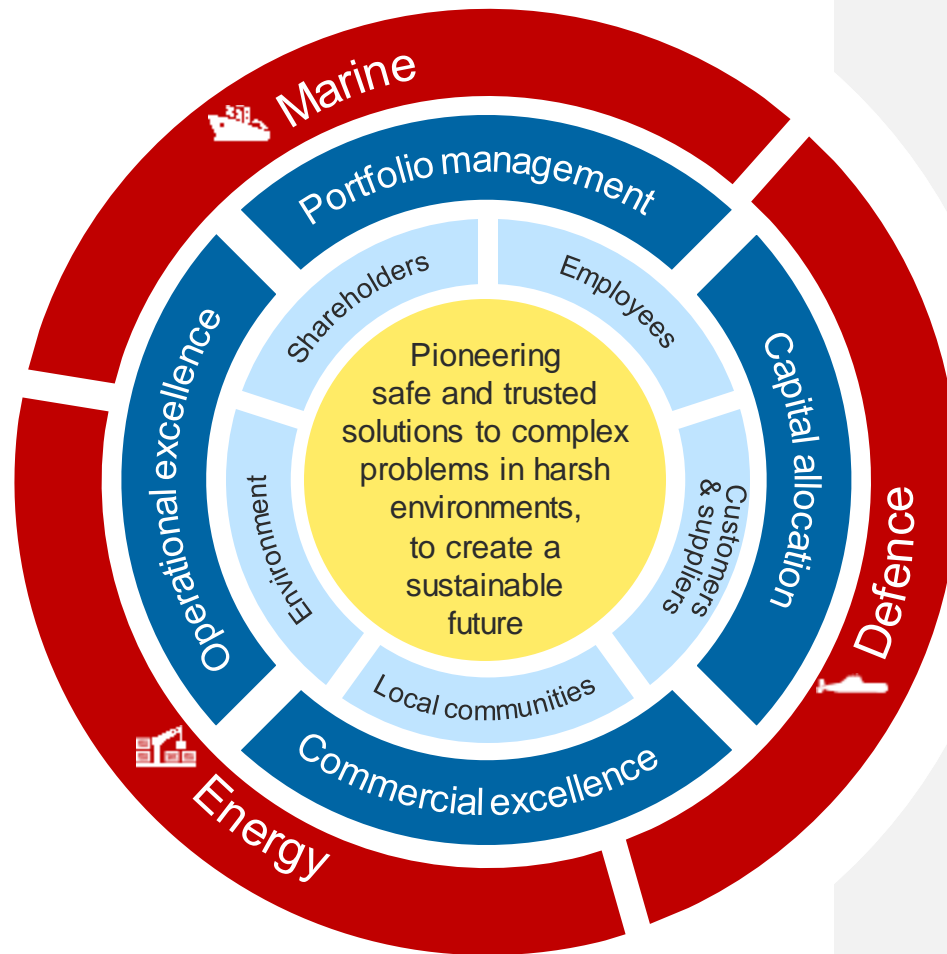 Marine
Defence
Energy
Portfolio management
Capital allocation
Commercial excellence
Operational excellence
Shareholders
Employees
Customers
& suppliers
Local communities
Environment
Pioneering
safe and trusted
solutions to complex
problems in harsh
environments,
to create a
sustainable
future